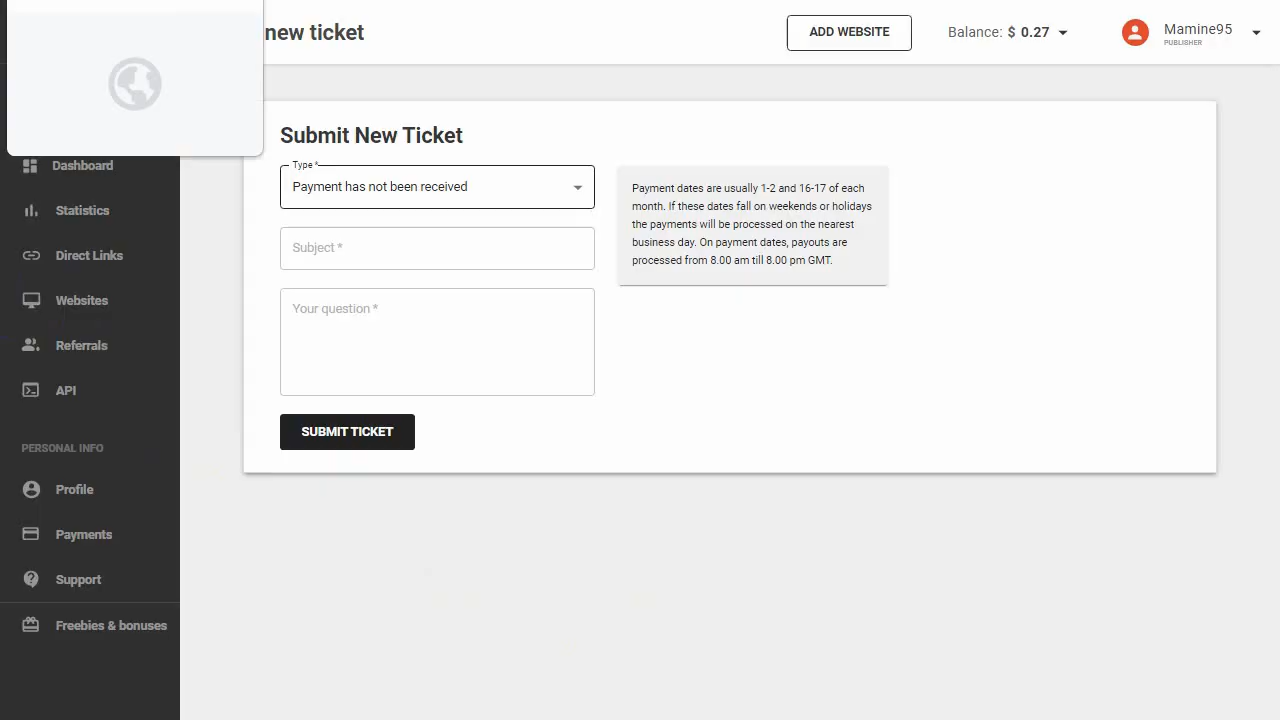 new ticket
ADD WEBSITE
Balance: $ 0.27
Mamine95
PUBLISHER
Submit New Ticket
Type *
Payment has not been received
Payment dates are usually 1-2 and 16-17 of each
month. If these dates fall on weekends or holidays
the payments will be processed on the nearest
business day. On payment dates, payouts are
processed from 8.00 am till 8.00 pm GMT.
Subject *
Your question *
SUBMIT TICKET
Dashboard
Statistics
Direct Links
Websites
Referrals
API
PERSONAL INFO
Profile
Payments
Support
Freebies & bonuses